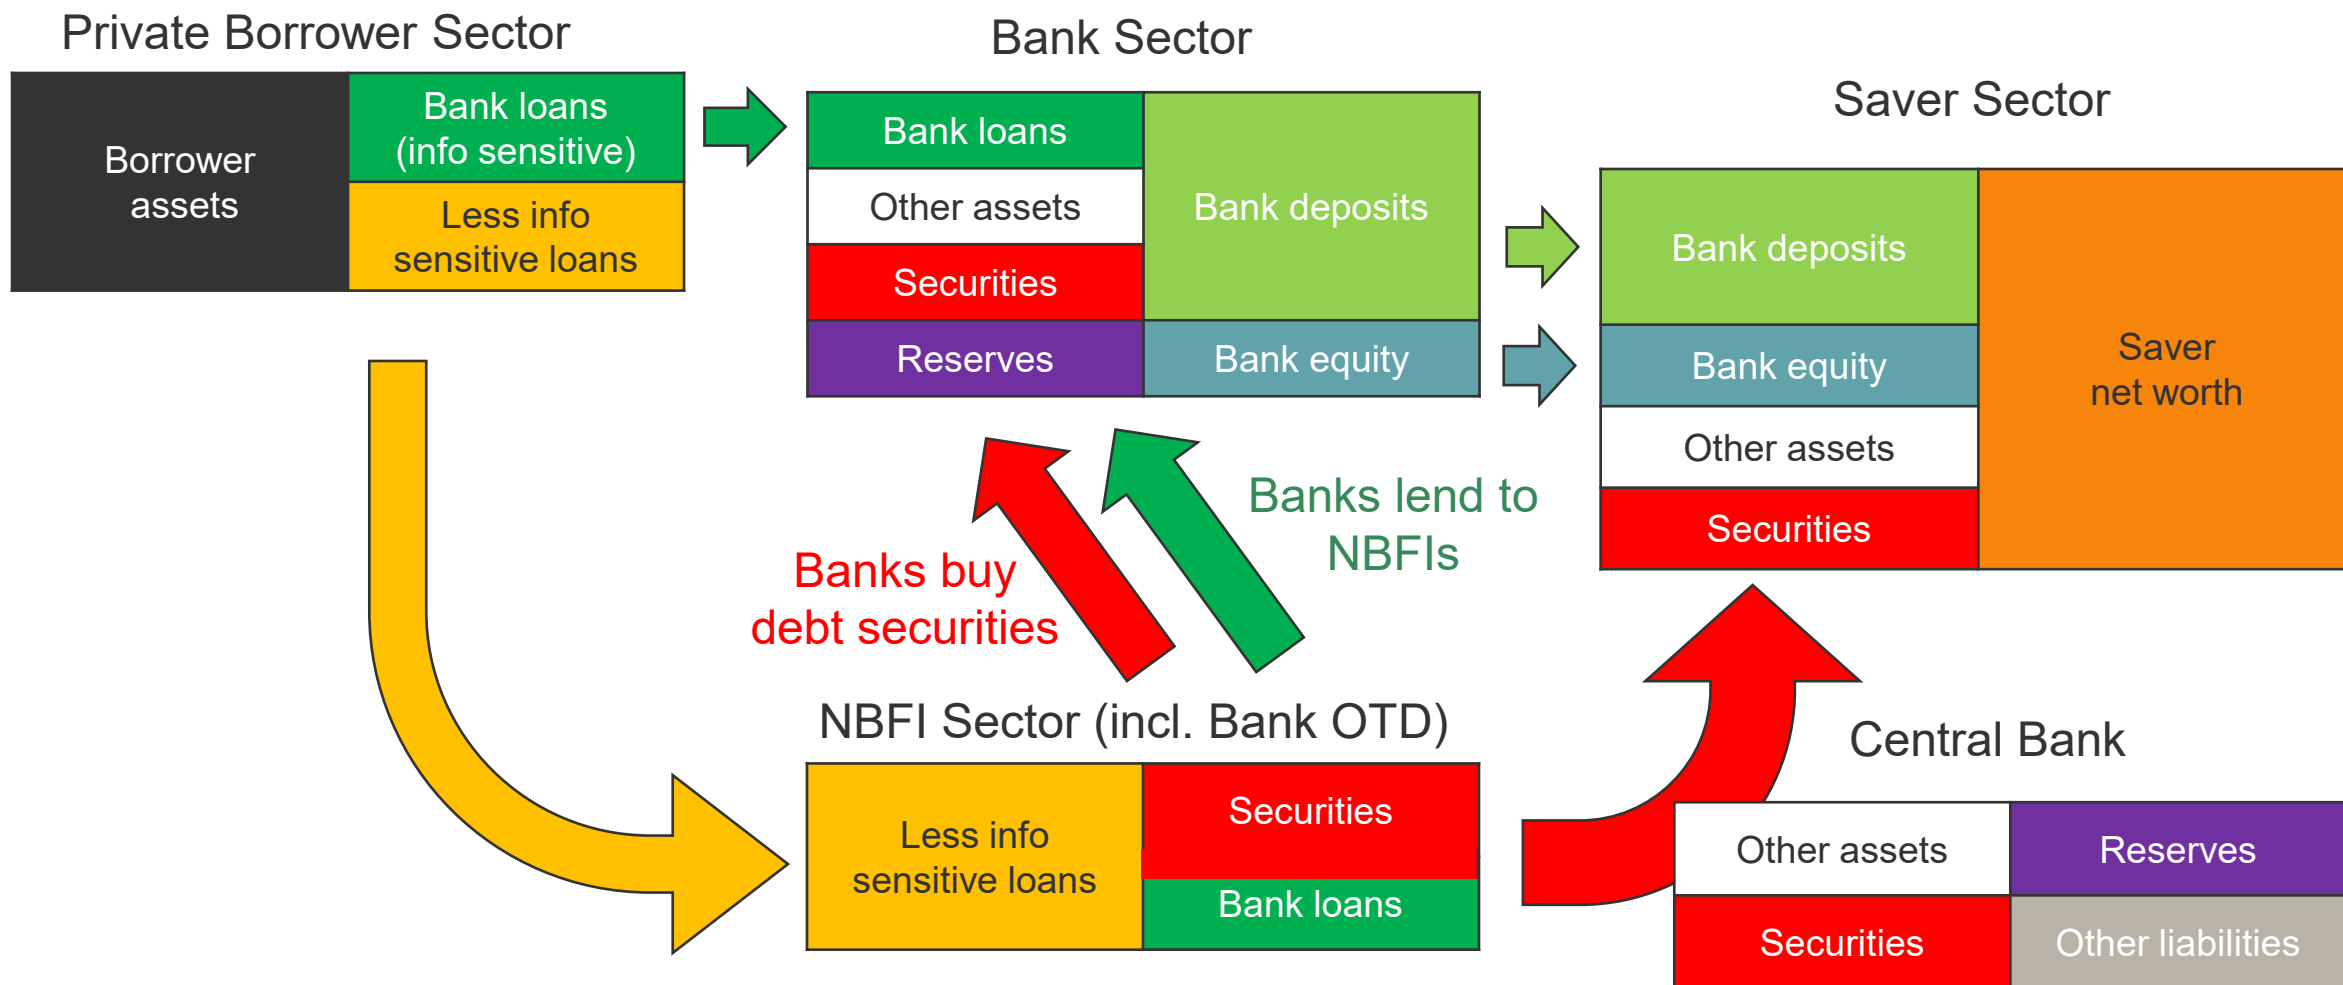 Private Borrower Sector
Borrower
assets
Bank loans
(info sensitive)
Less info
sensitive loans
Bank Sector
Bank loans
Other assets
Securities
Reserves
Bank deposits
Bank equity
Saver Sector
Bank deposits
Bank equity
Other assets
Securities
Saver
net worth
Banks buy
debt securities
Banks lend to
NBFIs
NBFI Sector (incl. Bank OTD)
Less info
sensitive loans
Securities
Bank loans
Central Bank
Other assets
Reserves
Securities
Other liabilities